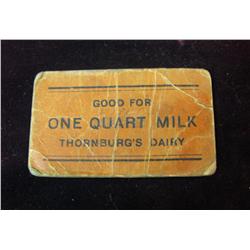 GOOD FOR
ONE QUART MILK
THORNBURG'S DAIRY